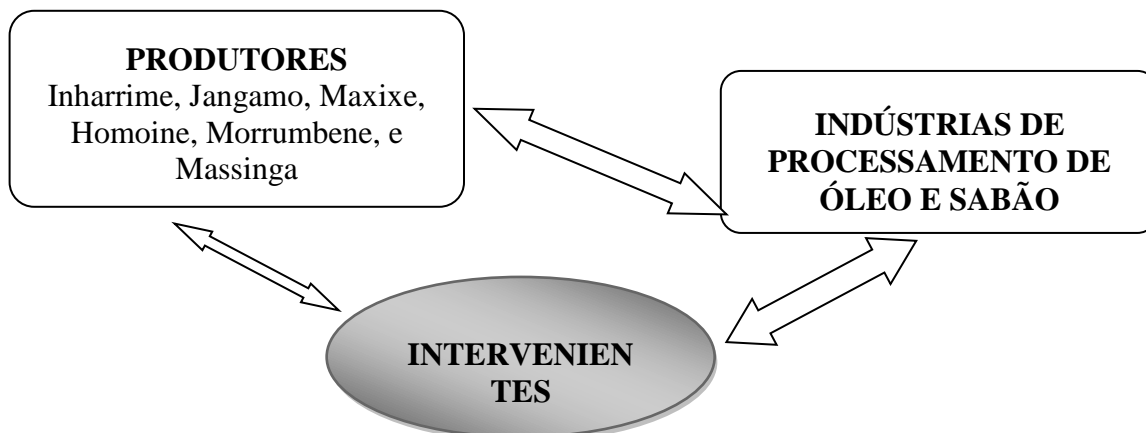 PRODUTORES
Inharrime, Jangamo, Maxixe,
Homoine, Morrumbene, e
Massinga
INDÚSTRIAS DE
PROCESSAMENTO DE
ÓLEO E SABÃO
INTERVENIEN
TES